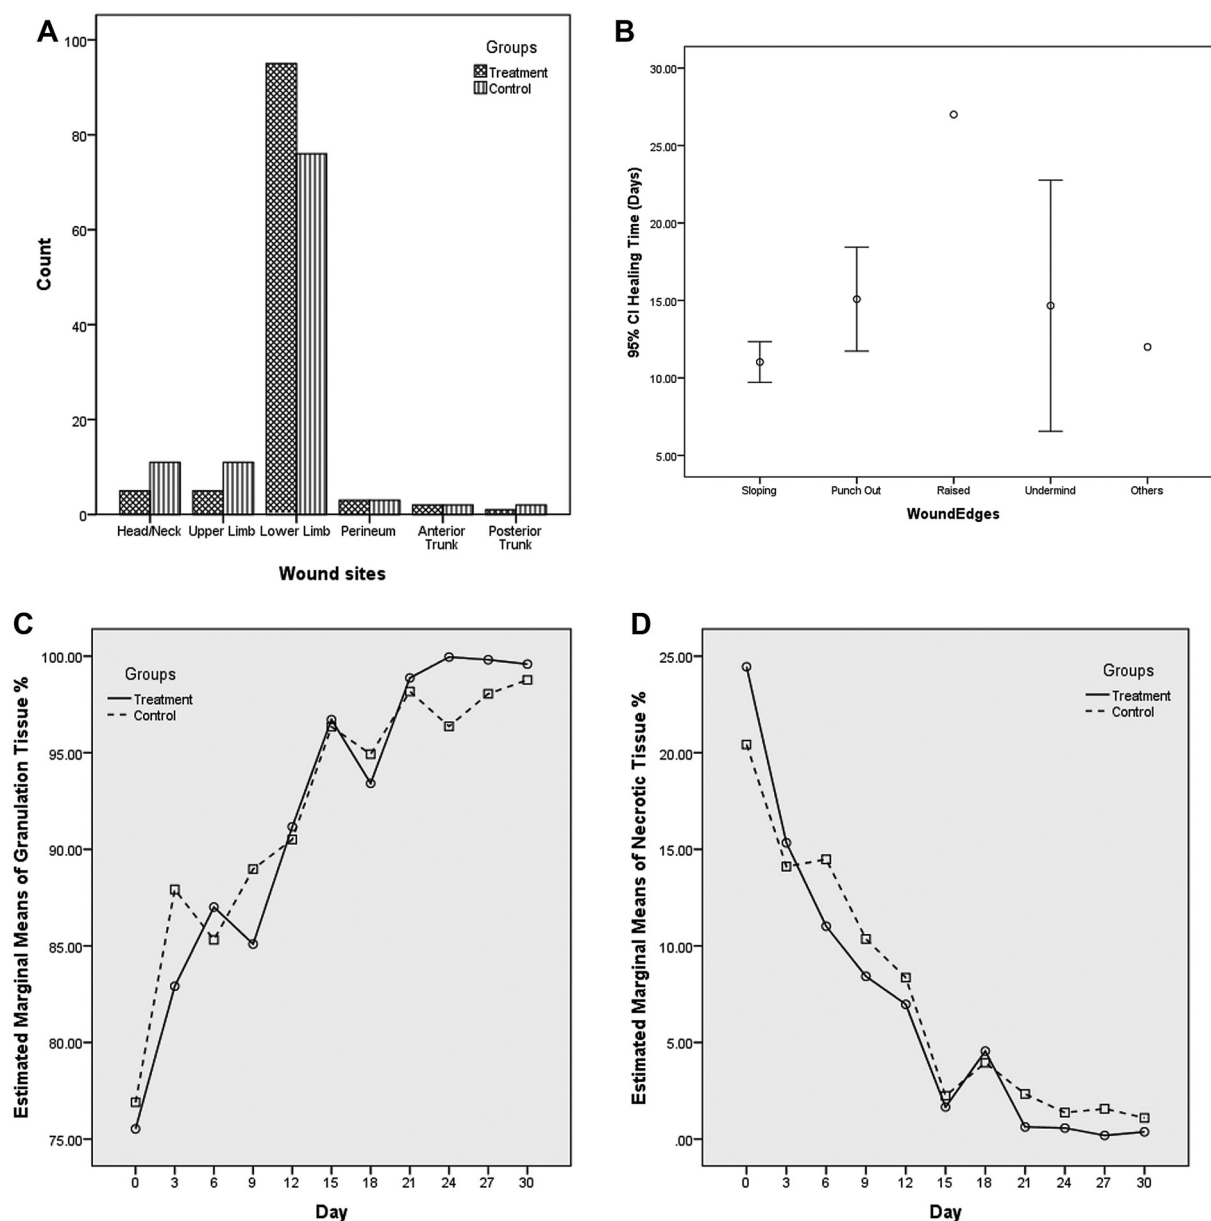 A
Groups
Treatment
Control
100
80
60
40
20
0
Count
Head/Neck Upper Limb Lower Limb Perineum Anterior Trunk Posterior Trunk
Wound sites
B
30.00
25.00
20.00
15.00
10.00
5.00
95% CI Healing Time (Days)
Sloping Punch Out Raised Undermind Others
WoundEdges
C
Groups
Treatment
Control
100.00
95.00
90.00
85.00
80.00
75.00
Estimated Marginal Means of Granulation Tissue %
0 3 6 9 12 15 18 21 24 27 30
Day
D
Groups
Treatment
Control
25.00
20.00
15.00
10.00
5.00
.00
Estimated Marginal Means of Necrotic Tissue %
0 3 6 9 12 15 18 21 24 27 30
Day